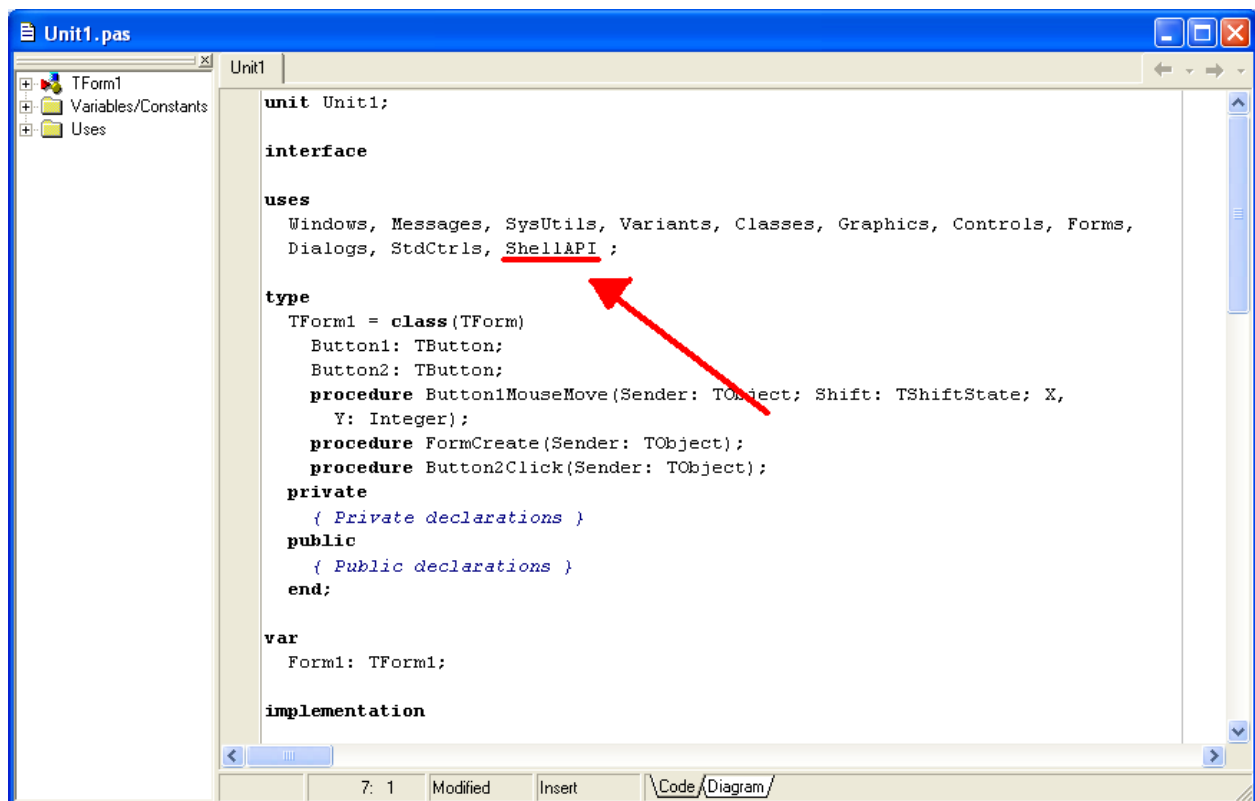 Unit1.pas
TForm1
Variables/Constants
Uses
Unit1
unit Unit1;
interface
uses
Windows, Messages, SysUtils, Variants, Classes, Graphics, Controls, Forms,
Dialogs, StdCtrls, ShellAPI ;
type
TForm1 = class(TForm)
Button1: TButton;
Button2: TButton;
procedure Button1MouseMove(Sender: TObject; Shift: TShiftState; X,
Y: Integer);
procedure FormCreate(Sender: TObject);
procedure Button2Click(Sender: TObject);
private
{ Private declarations }
public
{ Public declarations }
end;
var
Form1: TForm1;
implementation
7: 1 Modified Insert Code Diagram